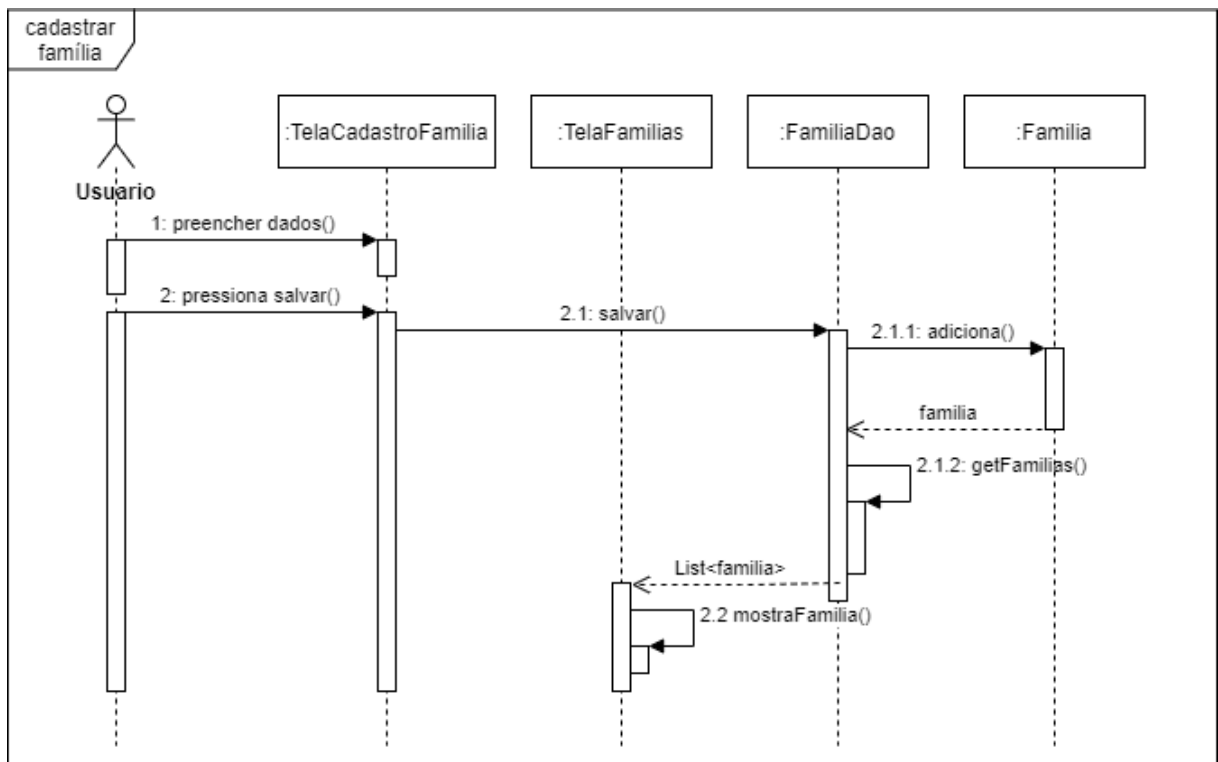 cadastrar
família
:TelaCadastroFamilia
:TelaFamilias
:FamiliaDao
:Familia
Usuario
1: preencher dados()
2: pressiona salvar()
2.1: salvar()
2.1.1: adiciona()
familia
2.1.2: getFamilias()
List<familia>
2.2 mostraFamilia()